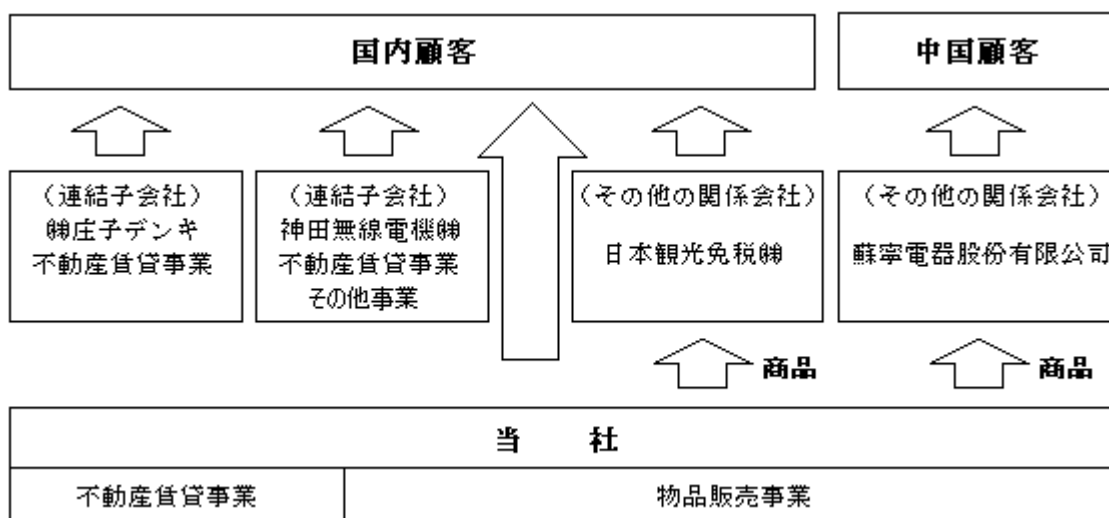 国内顧客
中国顧客
（連結子会社）
㈱庄子デンキ
不動産賃貸事業
（連結子会社）
神田無線電機㈱
不動産賃貸事業
その他事業
（その他の関係会社）
日本観光免税㈱
（その他の関係会社）
蘇寧電器股份有限公司
商品
商品
当　　社
不動産賃貸事業
物品販売事業